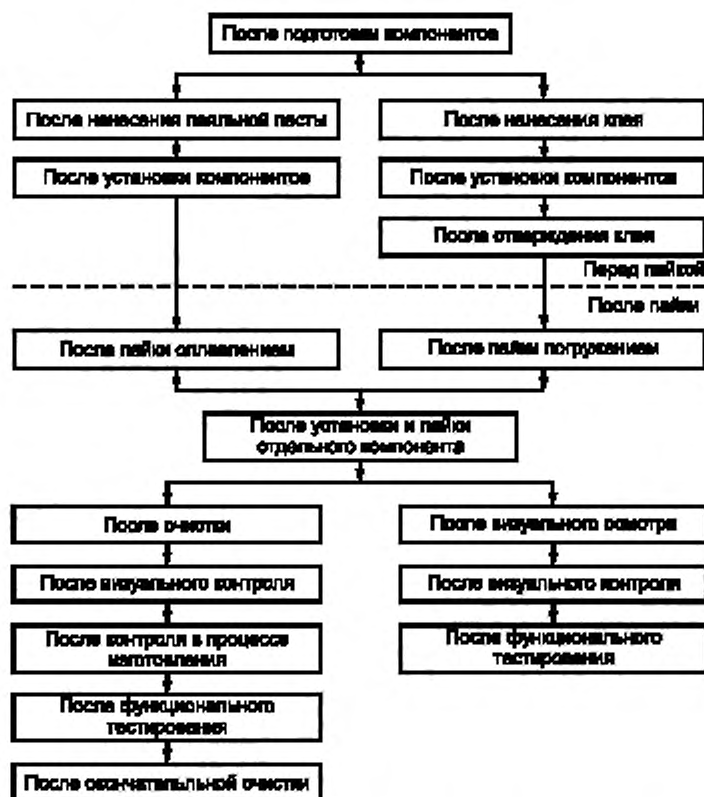 После подготовки компонентов
После нанесения паяльной пасты
После нанесения клея
После установки компонентов
После установки компонентов
После отверждения клея
Перед пайкой
После пайки
После пайки оплавлением
После пайки погружением
После установки и пайки
отдельного компонента
После очистки
После визуального осмотра
После визуального контроля
После визуального контроля
После контроля в процессе
изготовления
После функционального
тестирования
После функционального
тестирования
После окончательной очистки